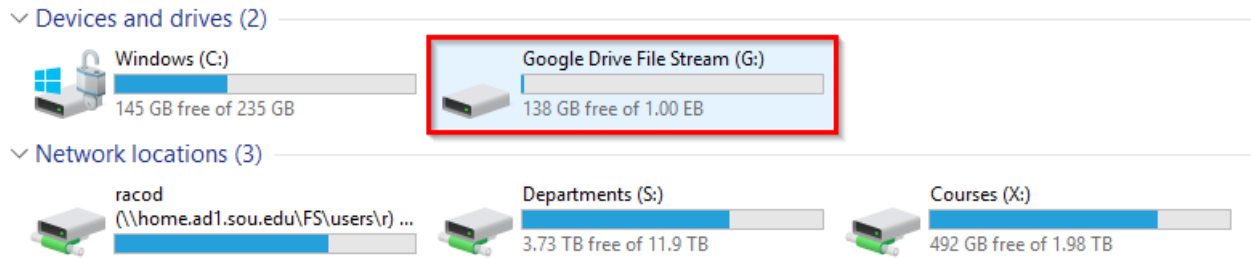 Devices and drives (2)
Windows (C:)
145 GB free of 235 GB
Google Drive File Stream (G:)
138 GB free of 1.00 EB
Network locations (3)
racod
(\\home.ad1.sou.edu\FS\users\r) ...
Departments (S:)
3.73 TB free of 11.9 TB
Courses (X:)
492 GB free of 1.98 TB